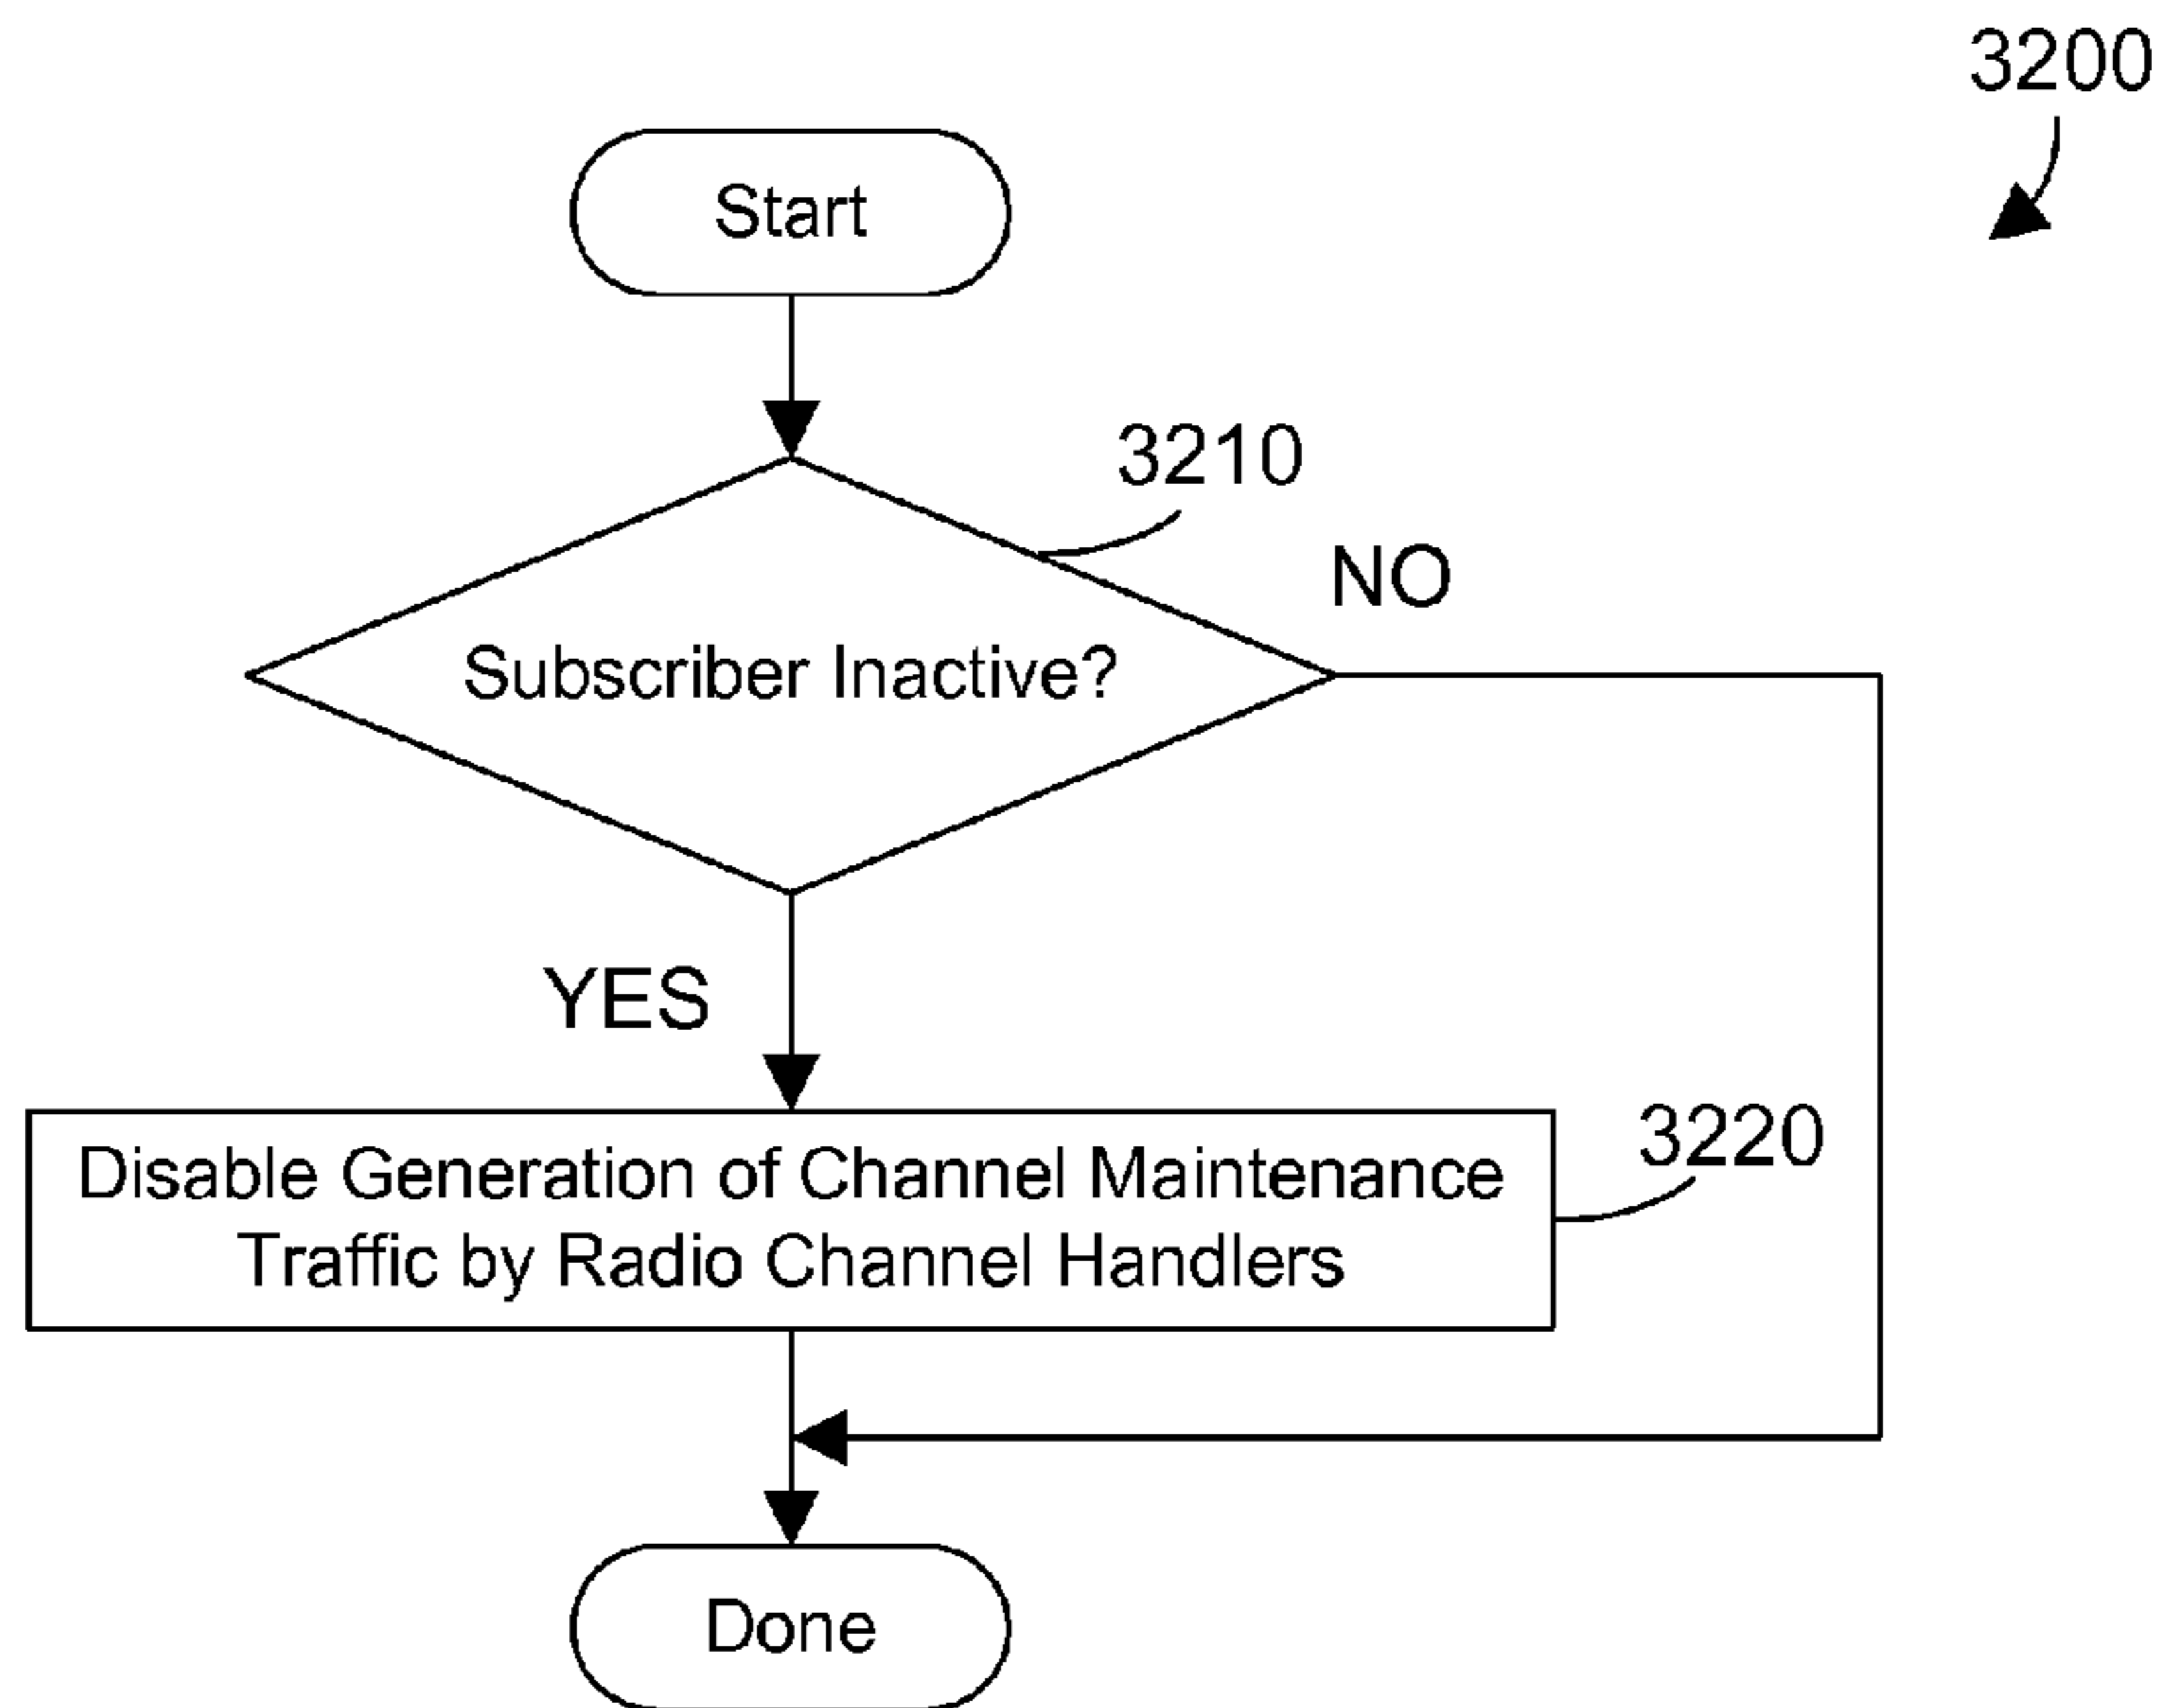 3200
Start
3210
NO
Subscriber Inactive?
YES
Disable Generation of Channel Maintenance
Traffic by Radio Channel Handlers
3220
Done